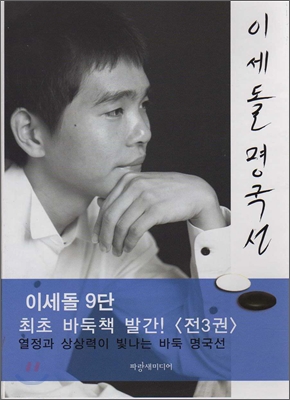 이세돌 명국선
이세돌 9단
최초 바둑책 발간! <전3권>
열정과 상상력이 빛나는 바둑 명국선
파랑새미디어